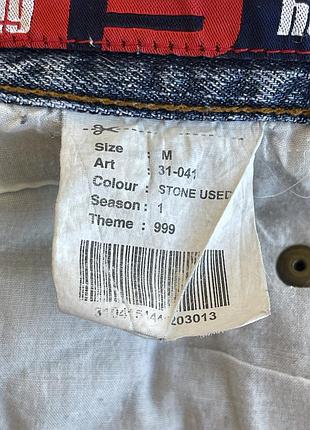 Size : M
Art : 31-041
Colour : STONE USED
Season : 1
Theme : 999